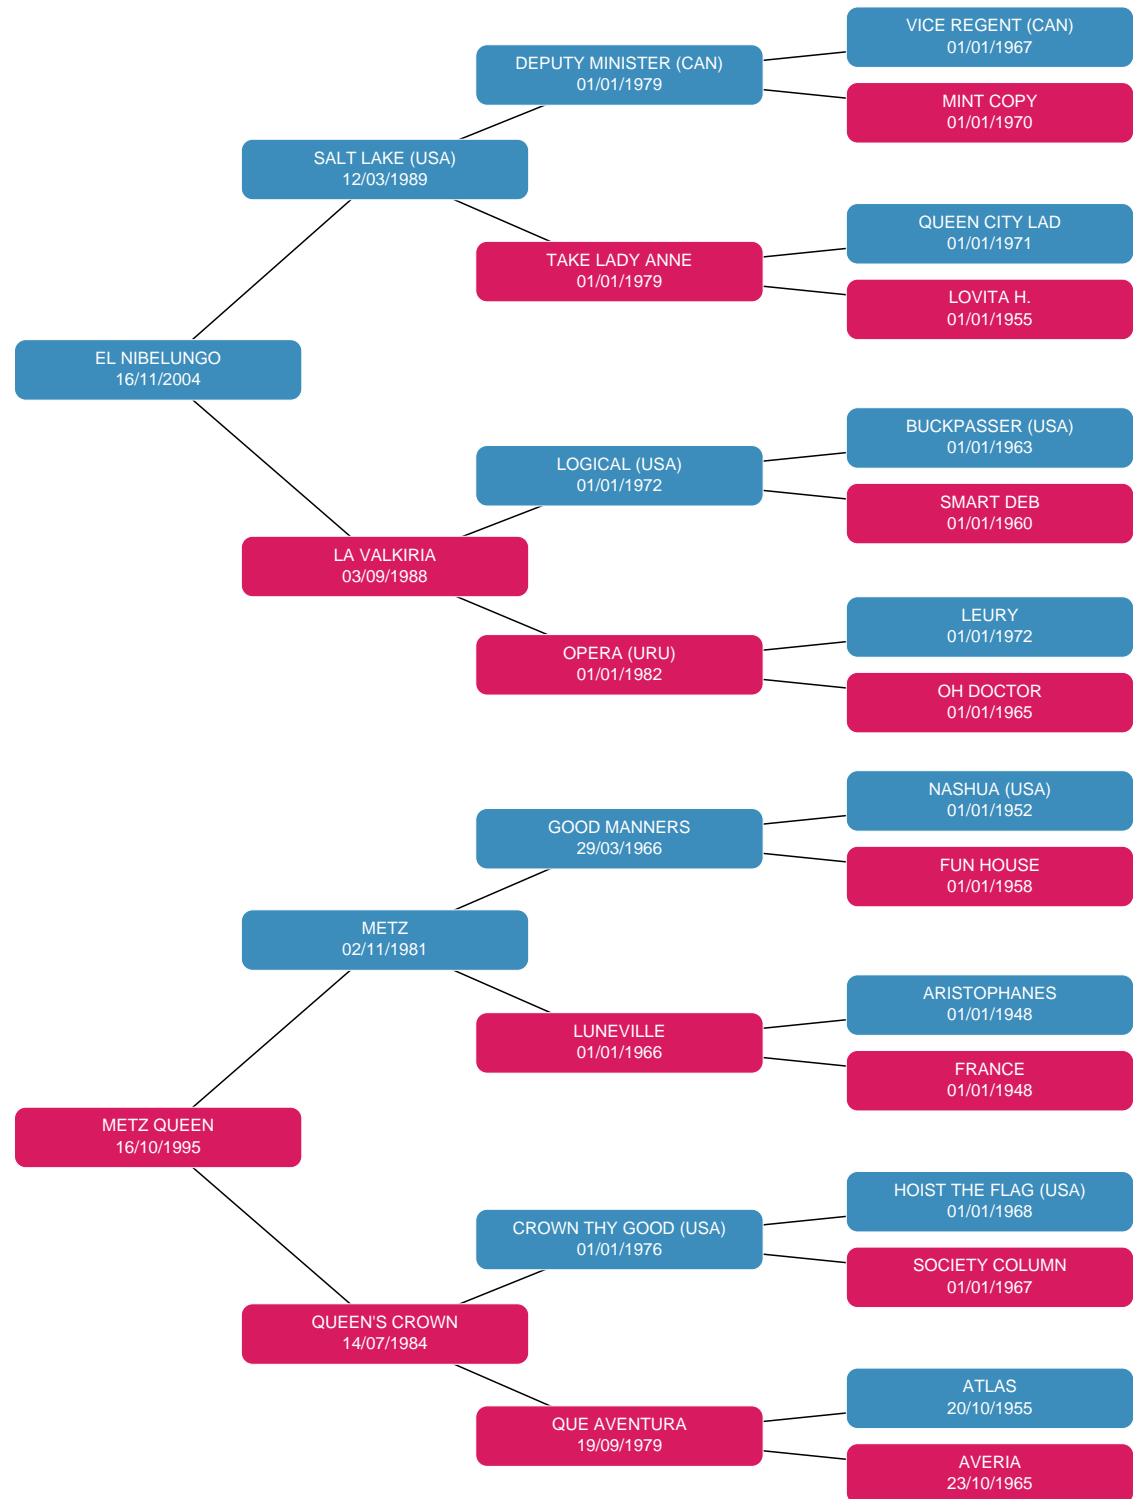 VICE REGENT (CAN)
01/01/1967
DEPUTY MINISTER (CAN)
01/01/1979
MINT COPY
01/01/1970
SALT LAKE (USA)
12/03/1989
QUEEN CITY LAD
01/01/1971
TAKE LADY ANNE
01/01/1979
LOVITA H.
01/01/1955
EL NIBELUNGO
16/11/2004
BUCKPASSER (USA)
01/01/1963
LOGICAL (USA)
01/01/1972
SMART DEB
01/01/1960
LA VALKIRIA
03/09/1988
LEURY
01/01/1972
OPERA (URU)
01/01/1982
OH DOCTOR
01/01/1965
NASHUA (USA)
01/01/1952
GOOD MANNERS
29/03/1966
FUN HOUSE
01/01/1958
METZ
02/11/1981
ARISTOPHANES
01/01/1948
LUNEVILLE
01/01/1966
FRANCE
01/01/1948
METZ QUEEN
16/10/1995
HOIST THE FLAG (USA)
01/01/1968
CROWN THY GOOD (USA)
01/01/1976
SOCIETY COLUMN
01/01/1967
QUEEN'S CROWN
14/07/1984
ATLAS
20/10/1955
QUE AVENTURA
19/09/1979
AVERIA
23/10/1965